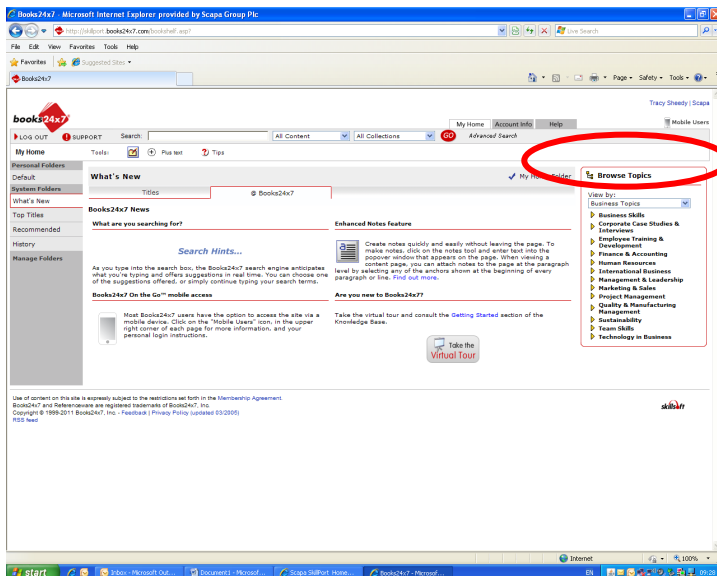 Books24x7 - Microsoft Internet Explorer provided by Scapa Group Plc
http://skillport.books24x7.com/bookshelf.asp?
Live Search
File Edit View Favorites Tools Help
Favorites Suggested Sites
Books24x7
Page Safety Tools
Tracy Sheedy | Scapa
books24x7
My Home Account Info Help
Mobile Users
LOG OUT SUPPORT Search: All Content All Collections GO Advanced Search
My Home Tools: Plus text Tips
Personal Folders
Default
System Folders
What's New
Top Titles
Recommended
History
Manage Folders
What's New
My Home Folder
Titles @ Books24x7
Books24x7 News
What are you searching for?
Search Hints...
As you type into the search box, the Books24x7 search engine anticipates
what you're typing and offers suggestions in real time. You can choose one
of the suggestions offered, or simply continue typing your search terms.
Enhanced Notes feature
Create notes quickly and easily without leaving the page. To
make notes, click on the notes tool and enter text into the
popover window that appears on the page. When viewing a
content page, you can attach notes to the page at the paragraph
level by selecting any of the anchors shown at the beginning of every
paragraph or line. Find out more.
Books24x7 On the Go™ mobile access
Most Books24x7 users have the option to access the site via a
mobile device. Click on the "Mobile Users" icon, in the upper
right corner of each page for more information, and your
personal login instructions.
Are you new to Books24x7?
Take the virtual tour and consult the Getting Started section of the
Knowledge Base.
Take the
Virtual Tour
Browse Topics
View by:
Business Topics
Business Skills
Corporate Case Studies &
Interviews
Employee Training &
Development
Finance & Accounting
Human Resources
International Business
Management & Leadership
Marketing & Sales
Project Management
Quality & Manufacturing
Management
Sustainability
Team Skills
Technology in Business
Use of content on this site is expressly subject to the restrictions set forth in the Membership Agreement.
Books24x7 and Referenceware are registered trademarks of Books24x7, Inc.
Copyright © 1999-2011 Books24x7, Inc. - Feedback | Privacy Policy (updated 03/2005)
RSS feed
skillsoft
Internet 100%
start Inbox - Microsoft Out... Document1 - Microsof... Scapa SkillPort Home... Books24x7 - Microsof... EN 09:28